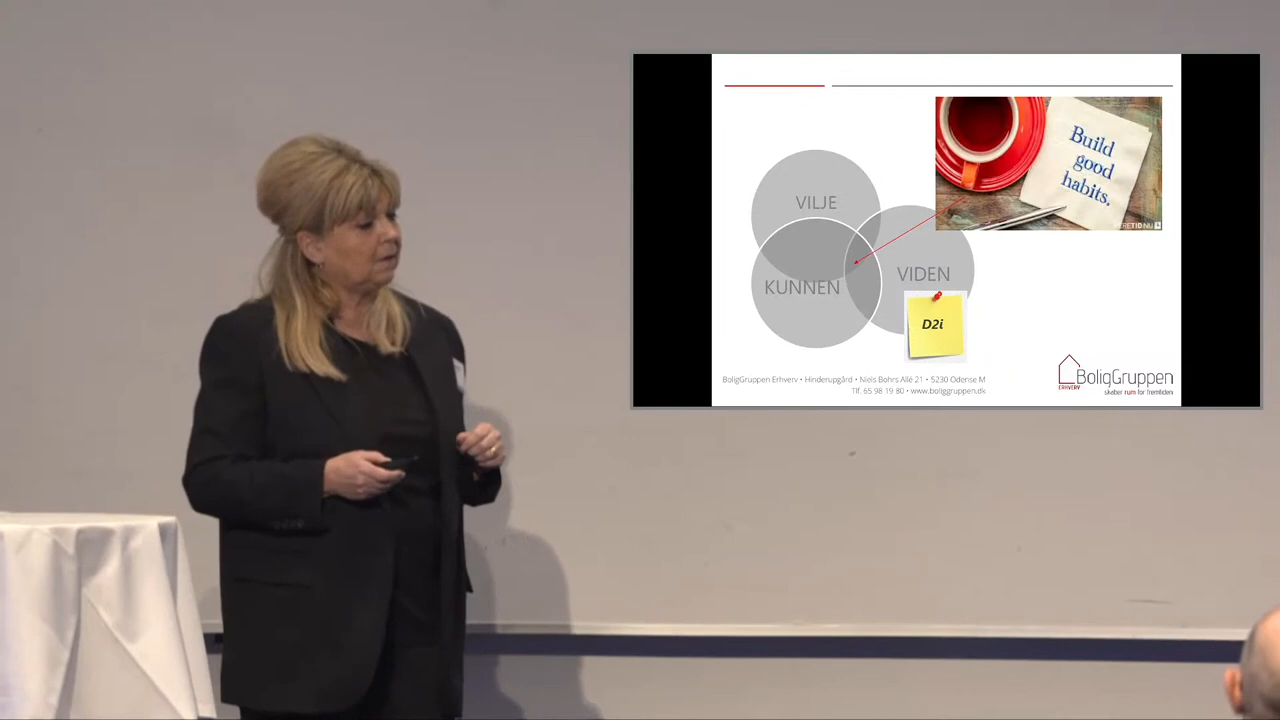 Build
good
habits.
VILJE
VIDEN
KUNNEN
D2i
BoligGruppen Erhverv • Hinderupgård • Niels Bohrs Allé 21 • 5230 Odense M
Tlf. 65 98 19 80 • www.boliggruppen.dk
BoligGruppen
ERHVERV
skaber rum for fremtiden